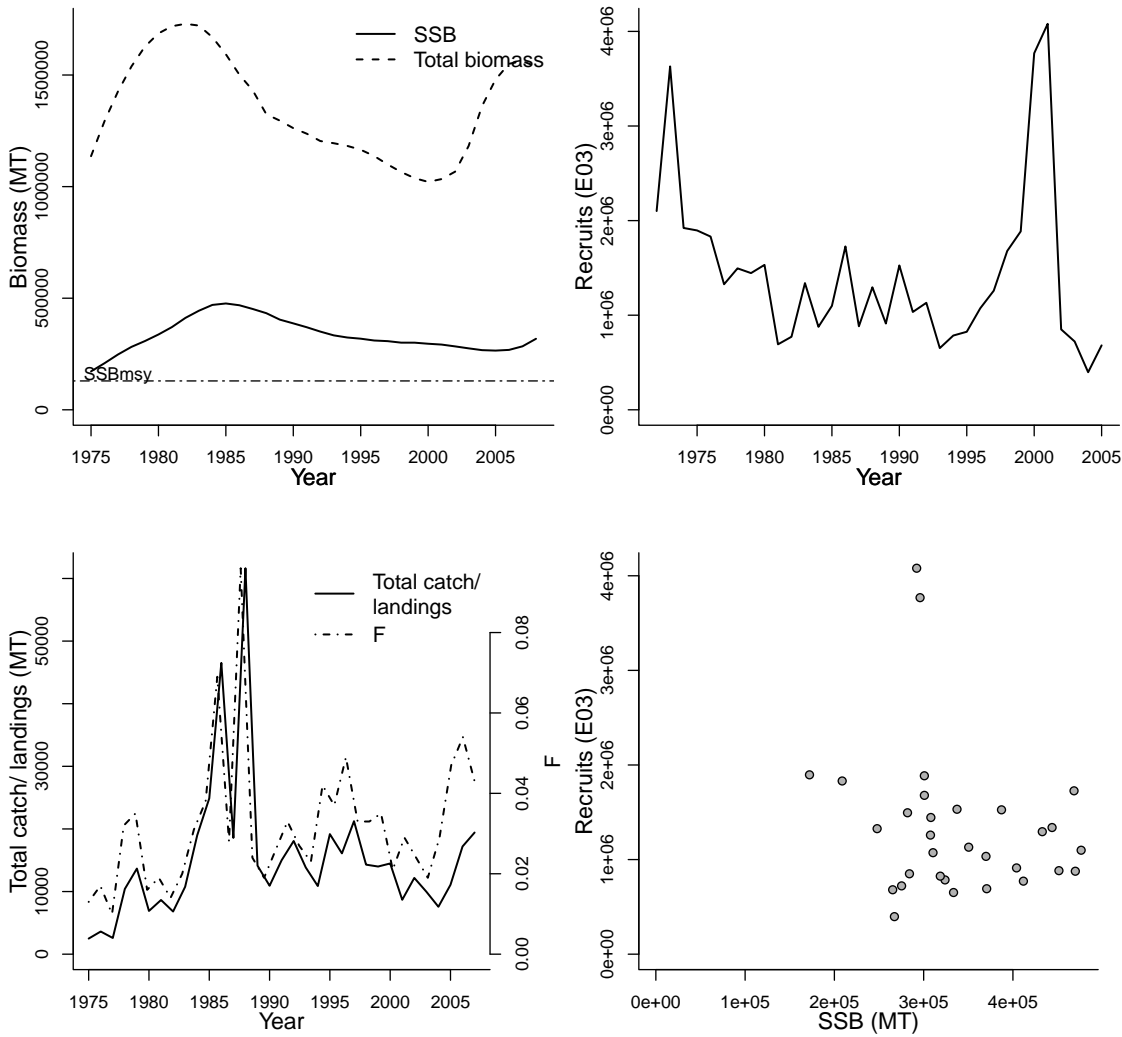 SSB
Total biomass
Biomass (MT)
1500000
1000000
500000
0
SSBmsy
1975 1980 1985 1990 1995 2000 2005
Year
Recruits (E03)
4e+06
3e+06
2e+06
1e+06
0e+00
1975 1980 1985 1990 1995 2000 2005
Year
Total catch/
landings
F
Total catch/ landings (MT)
50000
30000
10000
0
0.08
0.06
0.04
0.02
0.00
F
1975 1980 1985 1990 1995 2000 2005
Year
Recruits (E03)
4e+06
3e+06
2e+06
1e+06
0e+00
0e+00 1e+05 2e+05 3e+05 4e+05
SSB (MT)